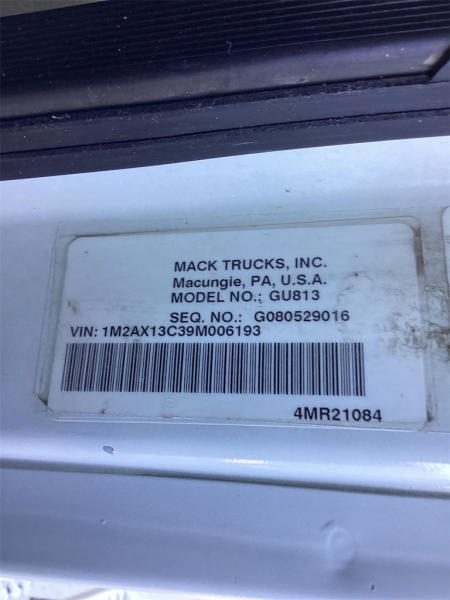 MACK TRUCKS, INC.
Macungie, PA, U.S.A.
MODEL NO.: GU813
SEQ. NO.: G080529016
VIN: 1M2AX13C39M006193
4MR21084